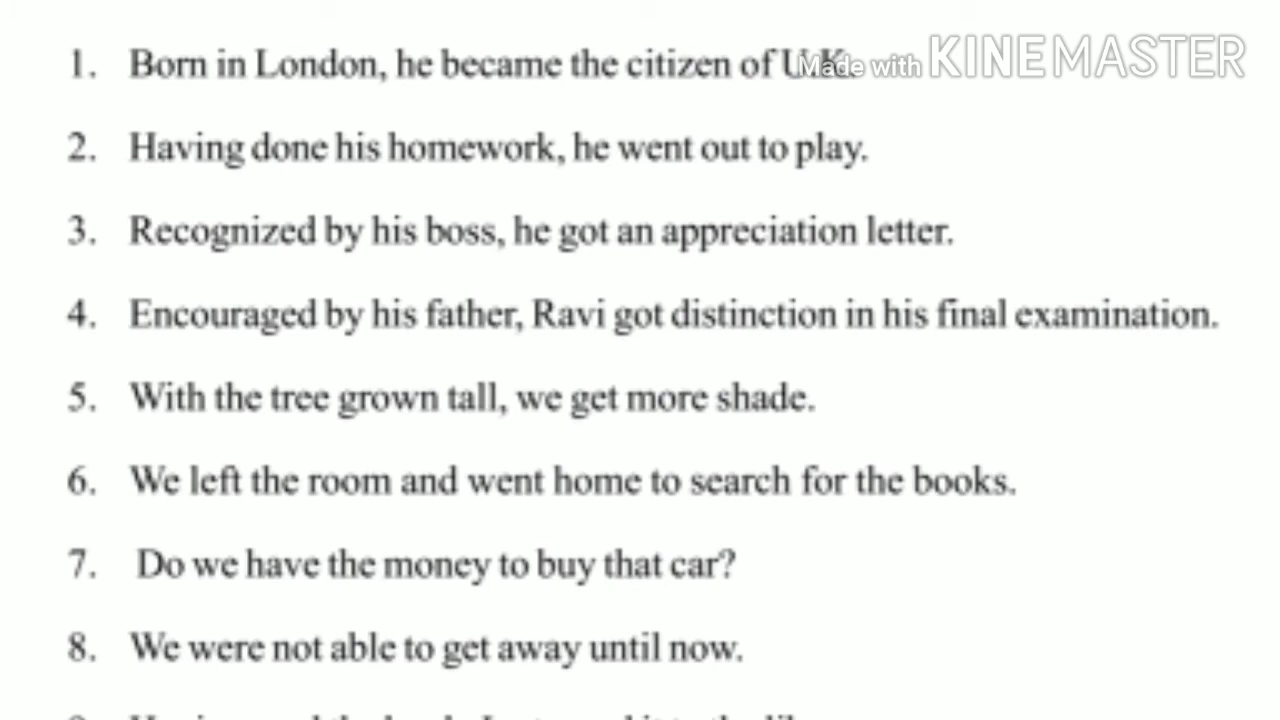 1. Born in London, he became the citizen of U.K.
Made with KINEMASTER
2. Having done his homework, he went out to play.
3. Recognized by his boss, he got an appreciation letter.
4. Encouraged by his father, Ravi got distinction in his final examination.
5. With the tree grown tall, we get more shade.
6. We left the room and went home to search for the books.
7. Do we have the money to buy that car?
8. We were not able to get away until now.